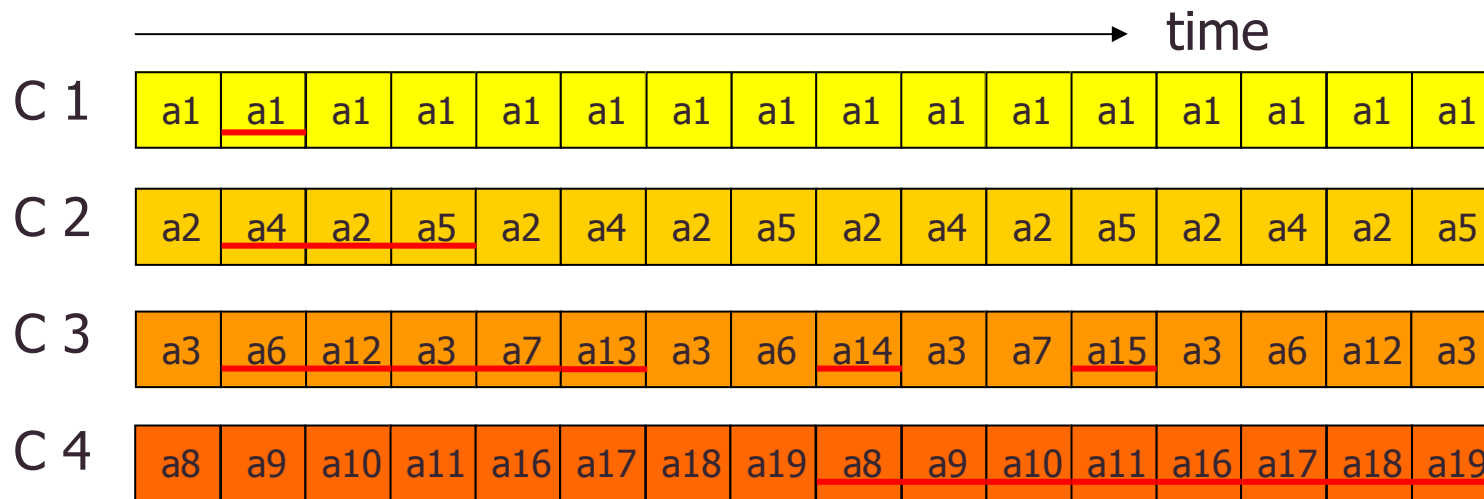 time
C 1 a1 a1 a1 a1 a1 a1 a1 a1 a1 a1 a1 a1 a1 a1 a1 a1
C 2 a2 a4 a2 a5 a2 a4 a2 a5 a2 a4 a2 a5 a2 a4 a2 a5
C 3 a3 a6 a12 a3 a7 a13 a3 a6 a14 a3 a7 a15 a3 a6 a12 a3
C 4 a8 a9 a10 a11 a16 a17 a18 a19 a8 a9 a10 a11 a16 a17 a18 a19